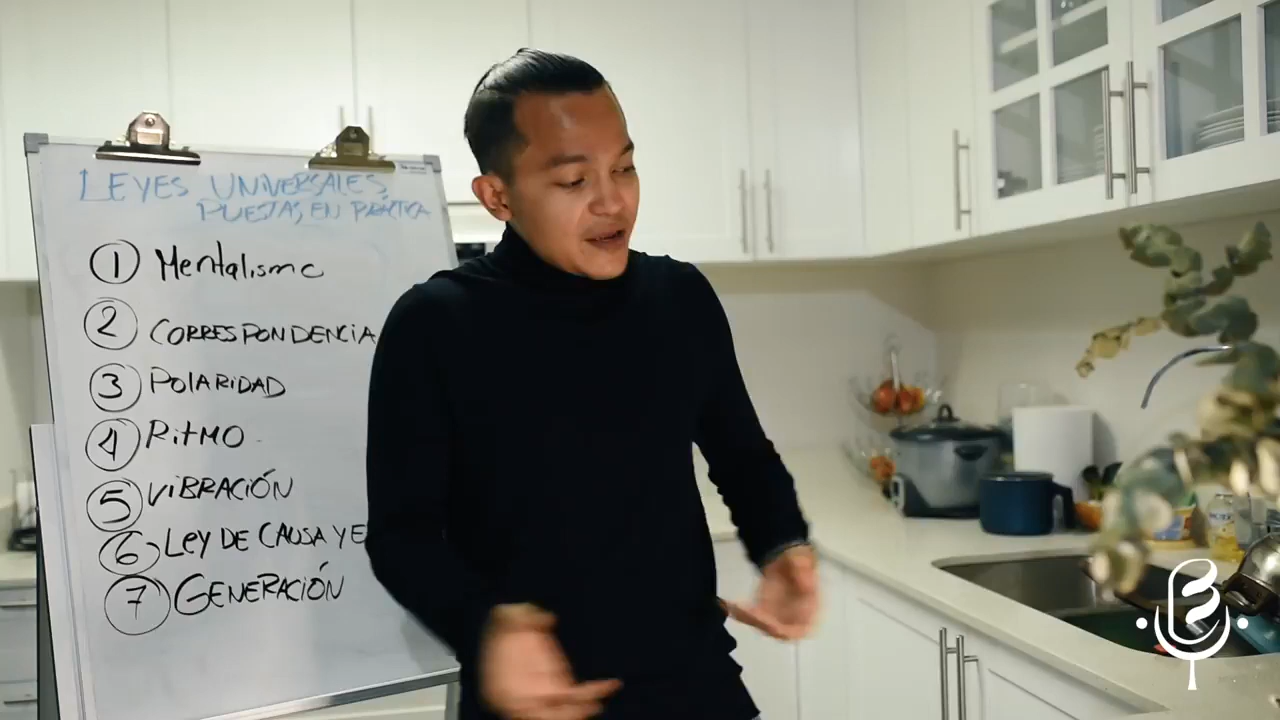 LEYES UNIVERSALES
PUESTAS EN PRÁCTICA
1 Mentalismo
2 CORRESPONDENCIA
3 POLARIDAD
4 RITMO
5 VIBRACIÓN
6 LEY DE CAUSA Y E
7 GENERACIÓN